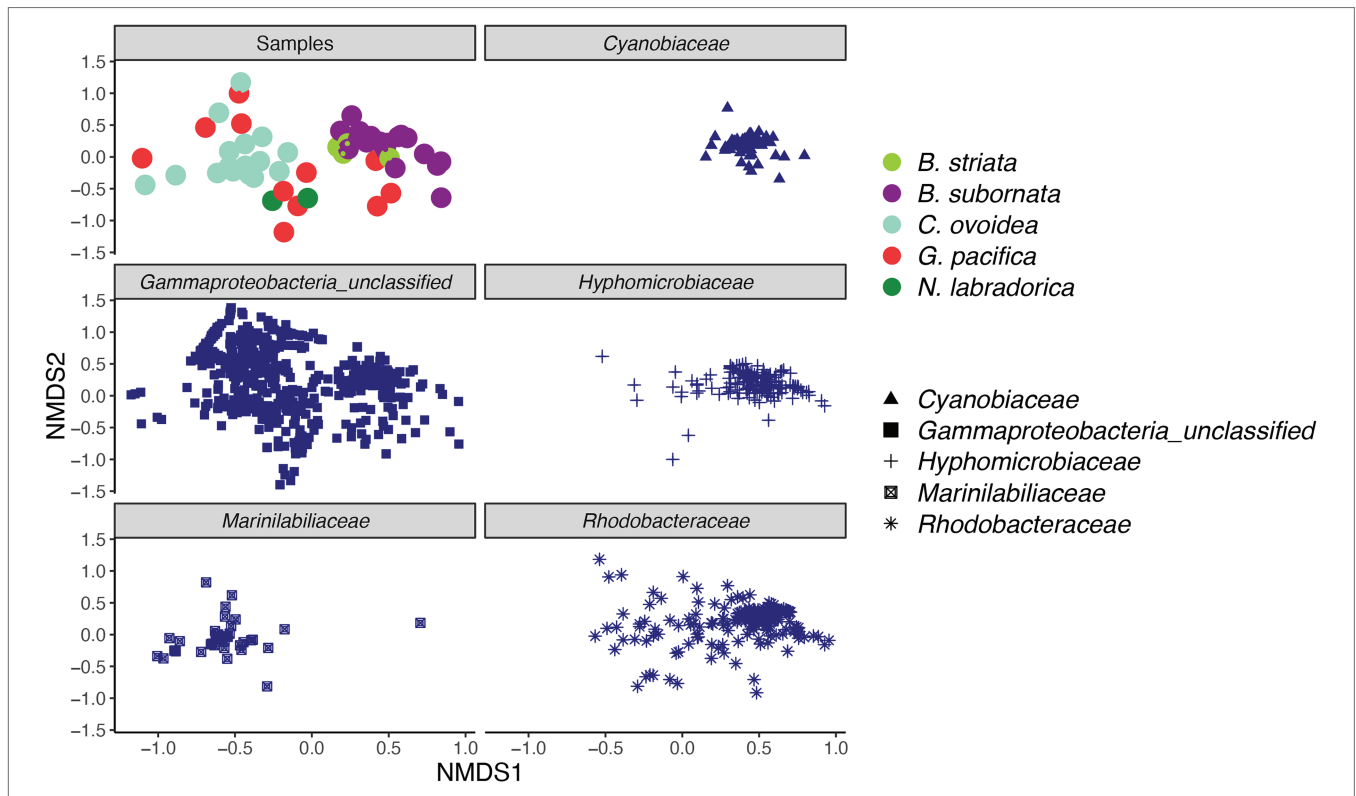 Samples
Cyanobiaceae
1.5
1.0
0.5
0.0
−0.5
−1.0
−1.5
B. striata
B. subornata
C. ovoidea
G. pacifica
N. labradorica
Gammaproteobacteria_unclassified
Hyphomicrobiaceae
1.5
1.0
0.5
0.0
−0.5
−1.0
−1.5
NMDS2
Cyanobiaceae
Gammaproteobacteria_unclassified
Hyphomicrobiaceae
Marinilabiliaceae
Rhodobacteraceae
Marinilabiliaceae
Rhodobacteraceae
1.5
1.0
0.5
0.0
−0.5
−1.0
−1.5
−1.0 −0.5 0.0 0.5 1.0 −1.0 −0.5 0.0 0.5 1.0
NMDS1